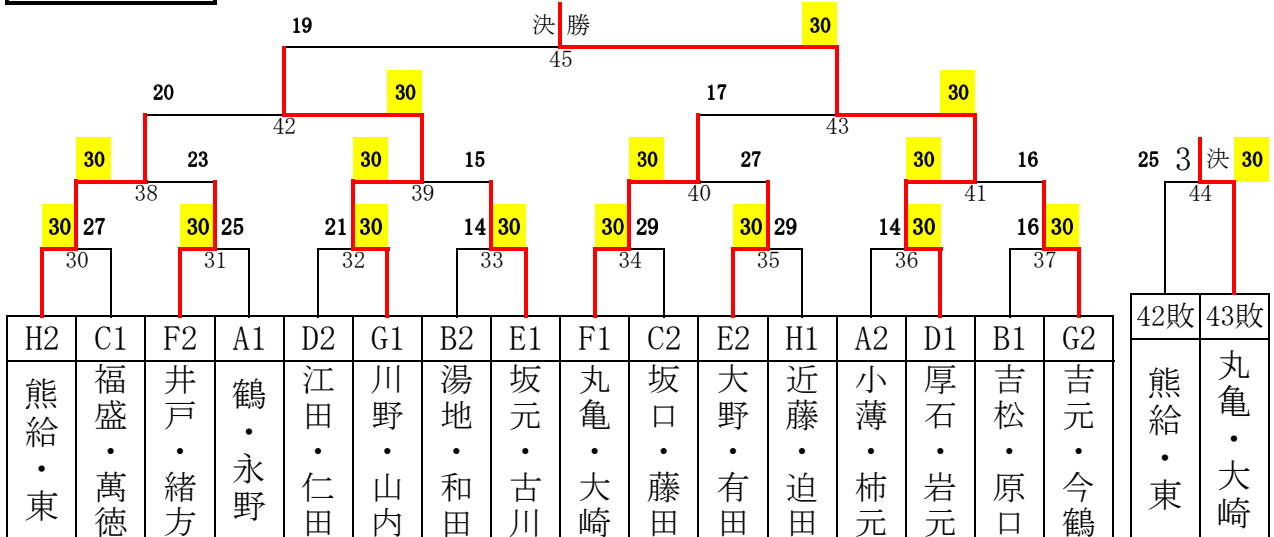 19 決 勝 30
45
20 30 17 30
42 43
30 23 30 15 30 27 30 16 25 3 決 30
38 39 40 41 44
30 27 30 25 21 30 14 30 30 29 30 29 14 30 16 30
30 31 32 33 34 35 36 37
42敗 43敗
H2 C1 F2 A1 D2 G1 B2 E1 F1 C2 E2 H1 A2 D1 B1 G2
熊給・東
福盛・萬徳
井戸・緒方
鶴・永野
江田・仁田
川野・山内
湯地・和田
坂元・古川
丸亀・大崎
坂口・藤田
大野・有田
近藤・迫田
小薄・柿元
厚石・岩元
吉松・原口
吉元・今鶴
熊給・東
丸亀・大崎